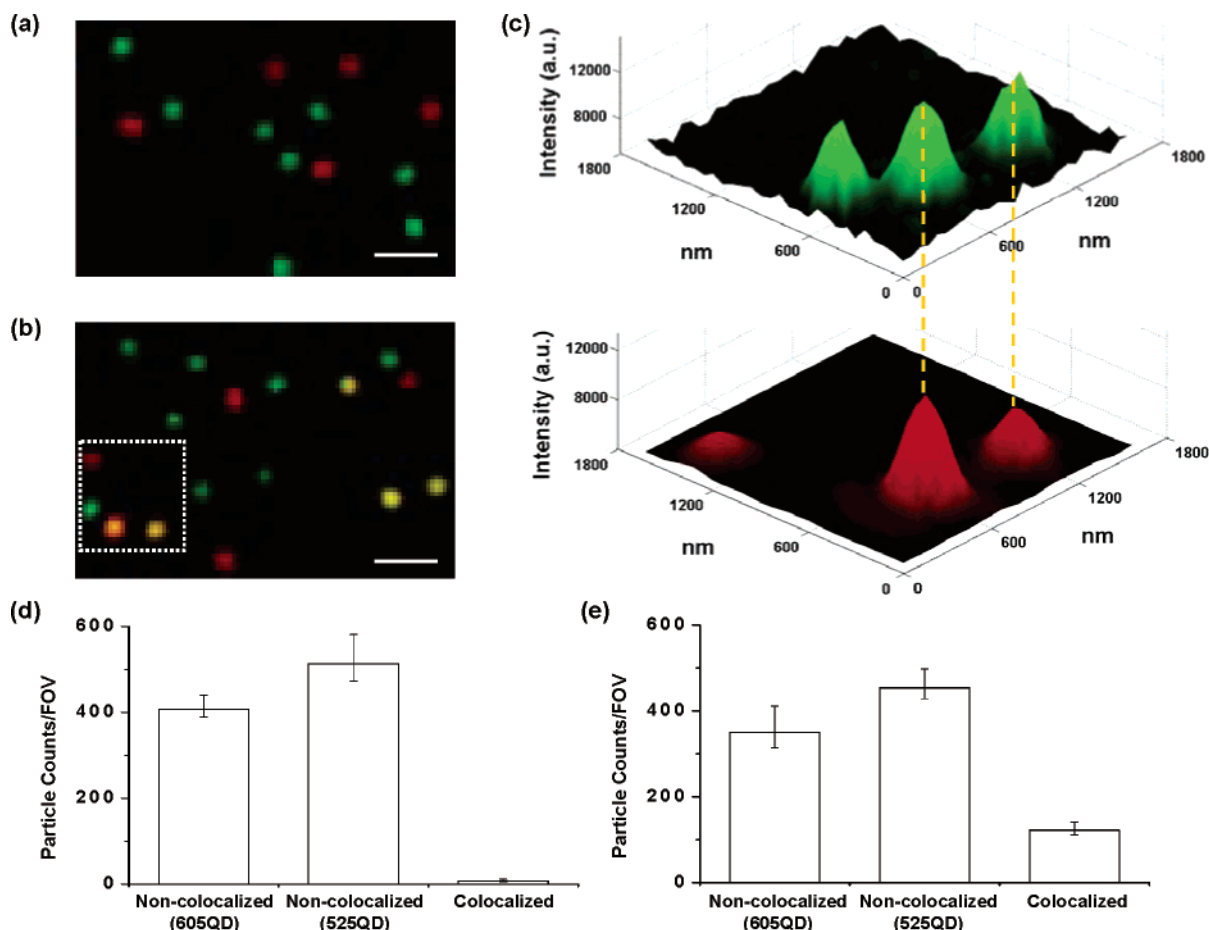 (a)
(b)
(c)
Intensity (a.u.)
12000
8000
1800
1200
600
0
nm
0
600
1200
1800
nm
Intensity (a.u.)
12000
8000
1800
1200
600
0
nm
0
600
1200
1800
nm
(d)
Particle Counts/FOV
600
400
200
0
Non-colocalized
(605QD)
Non-colocalized
(525QD)
Colocalized
(e)
Particle Counts/FOV
600
400
200
0
Non-colocalized
(605QD)
Non-colocalized
(525QD)
Colocalized